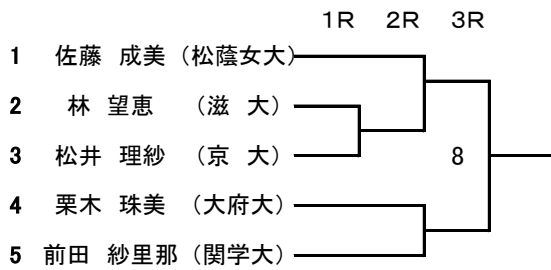 1R 2R 3R
1 佐藤 成美 (松蔭女大)
2 林 望恵 (滋 大)
3 松井 理紗 (京 大) 8
4 栗木 珠美 (大府大)
5 前田 紗里那 (関学大)